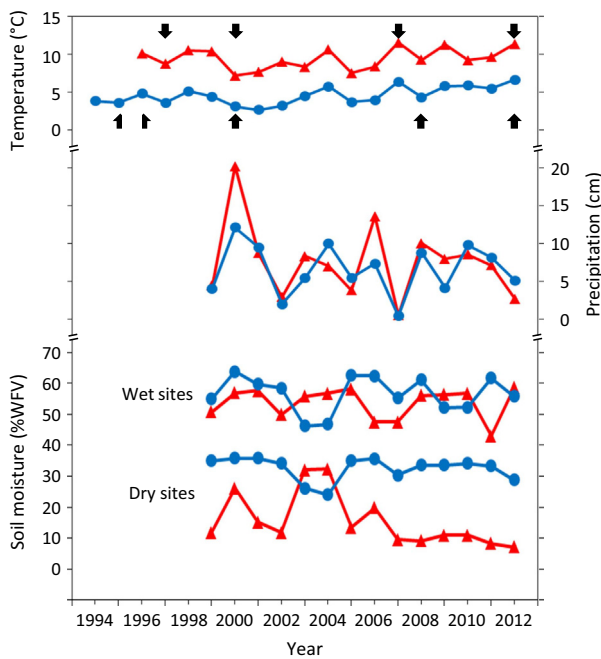 Temperature (°C)
15
10
5
0
Precipitation (cm)
20
15
10
5
0
Soil moisture (%WFV)
70
60
50
40
30
20
10
0
Wet sites
Dry sites
1994 1996 1998 2000 2002 2004 2006 2008 2010 2012
Year